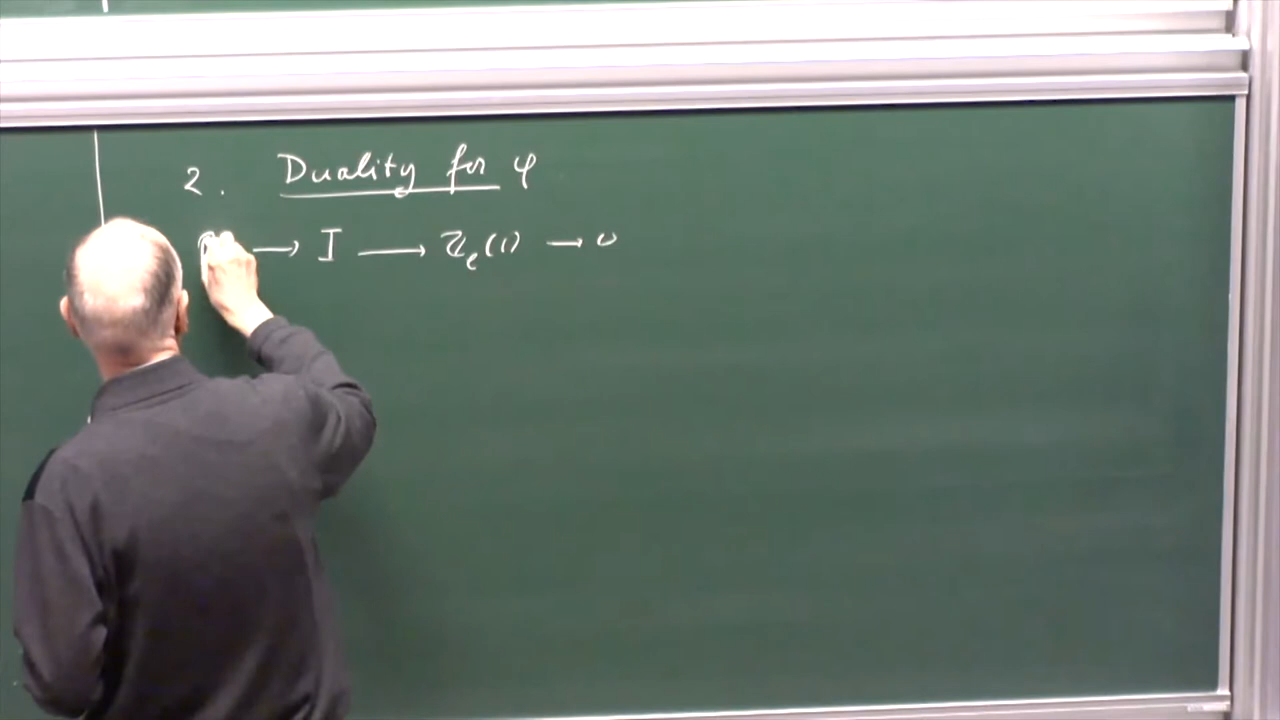 2. Duality for φ
→ I → ℤ_ℓ(1) → 0